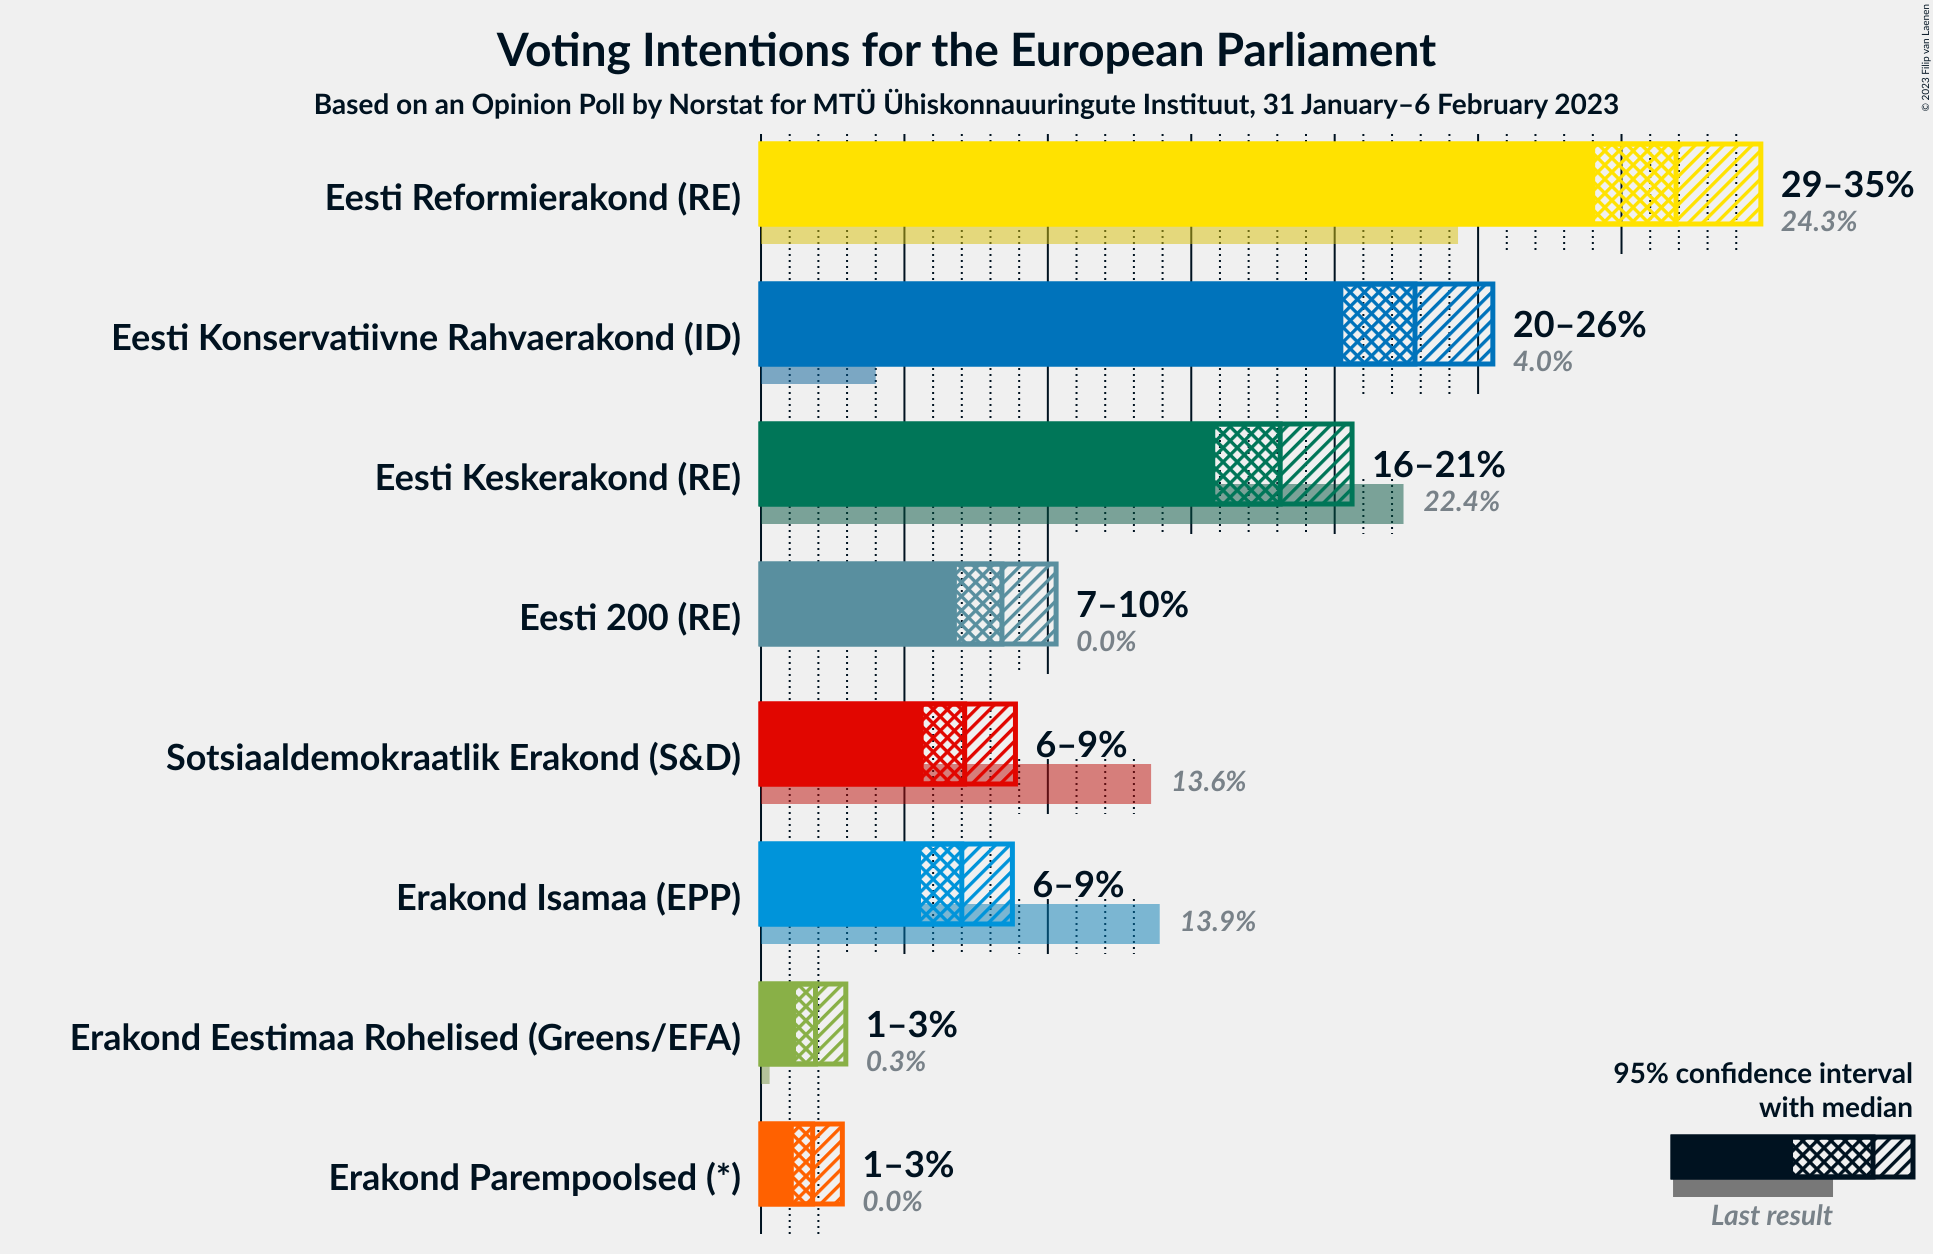 Voting Intentions for the European Parliament
Based on an Opinion Poll by Norstat for MTÜ Ühiskonnauuringute Instituut, 31 January–6 February 2023
© 2023 Filip van Laenen
Eesti Reformierakond (RE)
29–35%
24.3%
Eesti Konservatiivne Rahvaerakond (ID)
20–26%
4.0%
Eesti Keskerakond (RE)
16–21%
22.4%
Eesti 200 (RE)
7–10%
0.0%
Sotsiaaldemokraatlik Erakond (S&D)
6–9%
13.6%
Erakond Isamaa (EPP)
6–9%
13.9%
Erakond Eestimaa Rohelised (Greens/EFA)
1–3%
0.3%
Erakond Parempoolsed (*)
1–3%
0.0%
95% confidence interval
with median
Last result